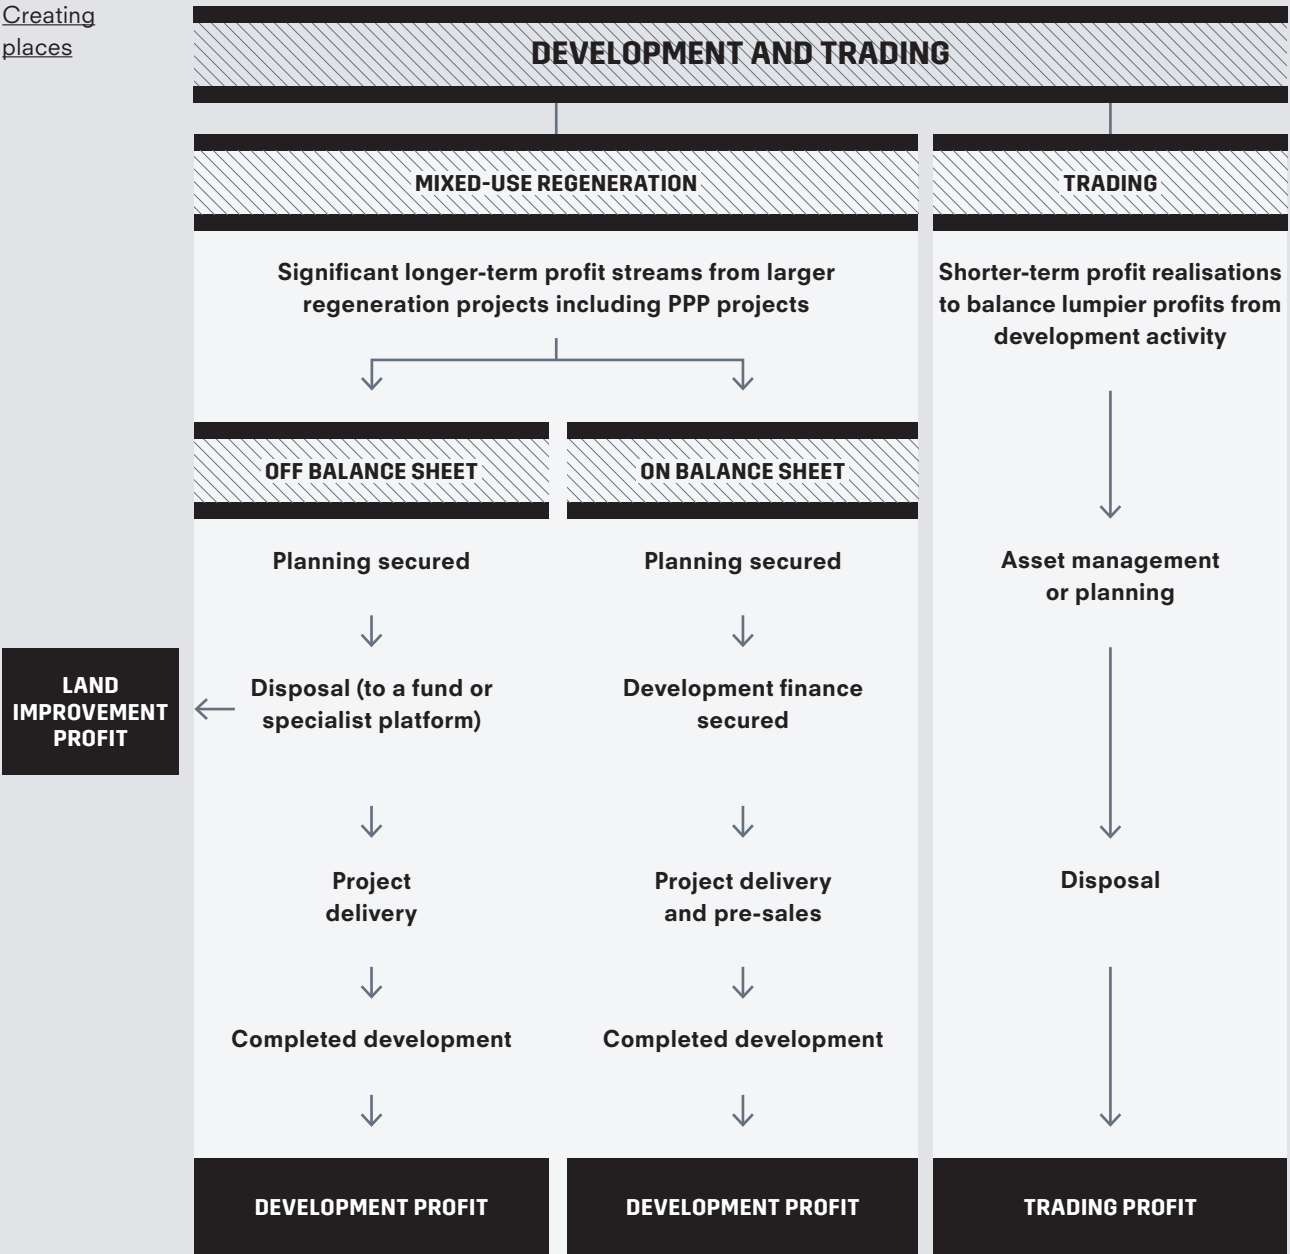 Creating
places
DEVELOPMENT AND TRADING
MIXED-USE REGENERATION
TRADING
Significant longer-term profit streams from larger
regeneration projects including PPP projects
Shorter-term profit realisations
to balance lumpier profits from
development activity
OFF BALANCE SHEET
ON BALANCE SHEET
Planning secured
Planning secured
Asset management
or planning
LAND
IMPROVEMENT
PROFIT
Disposal (to a fund or
specialist platform)
Development finance
secured
Project
delivery
Project delivery
and pre-sales
Disposal
Completed development
Completed development
DEVELOPMENT PROFIT
DEVELOPMENT PROFIT
TRADING PROFIT